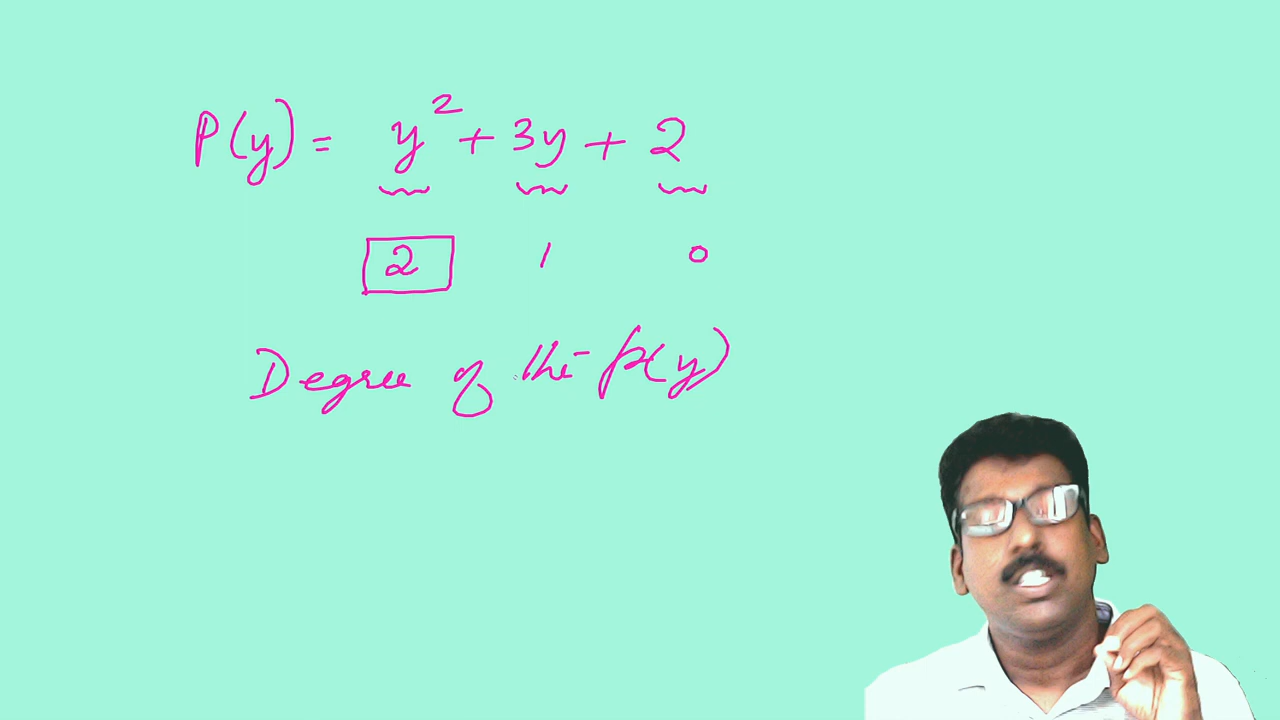 P(y) = y² + 3y + 2
2 1 0
Degree of the p(y)